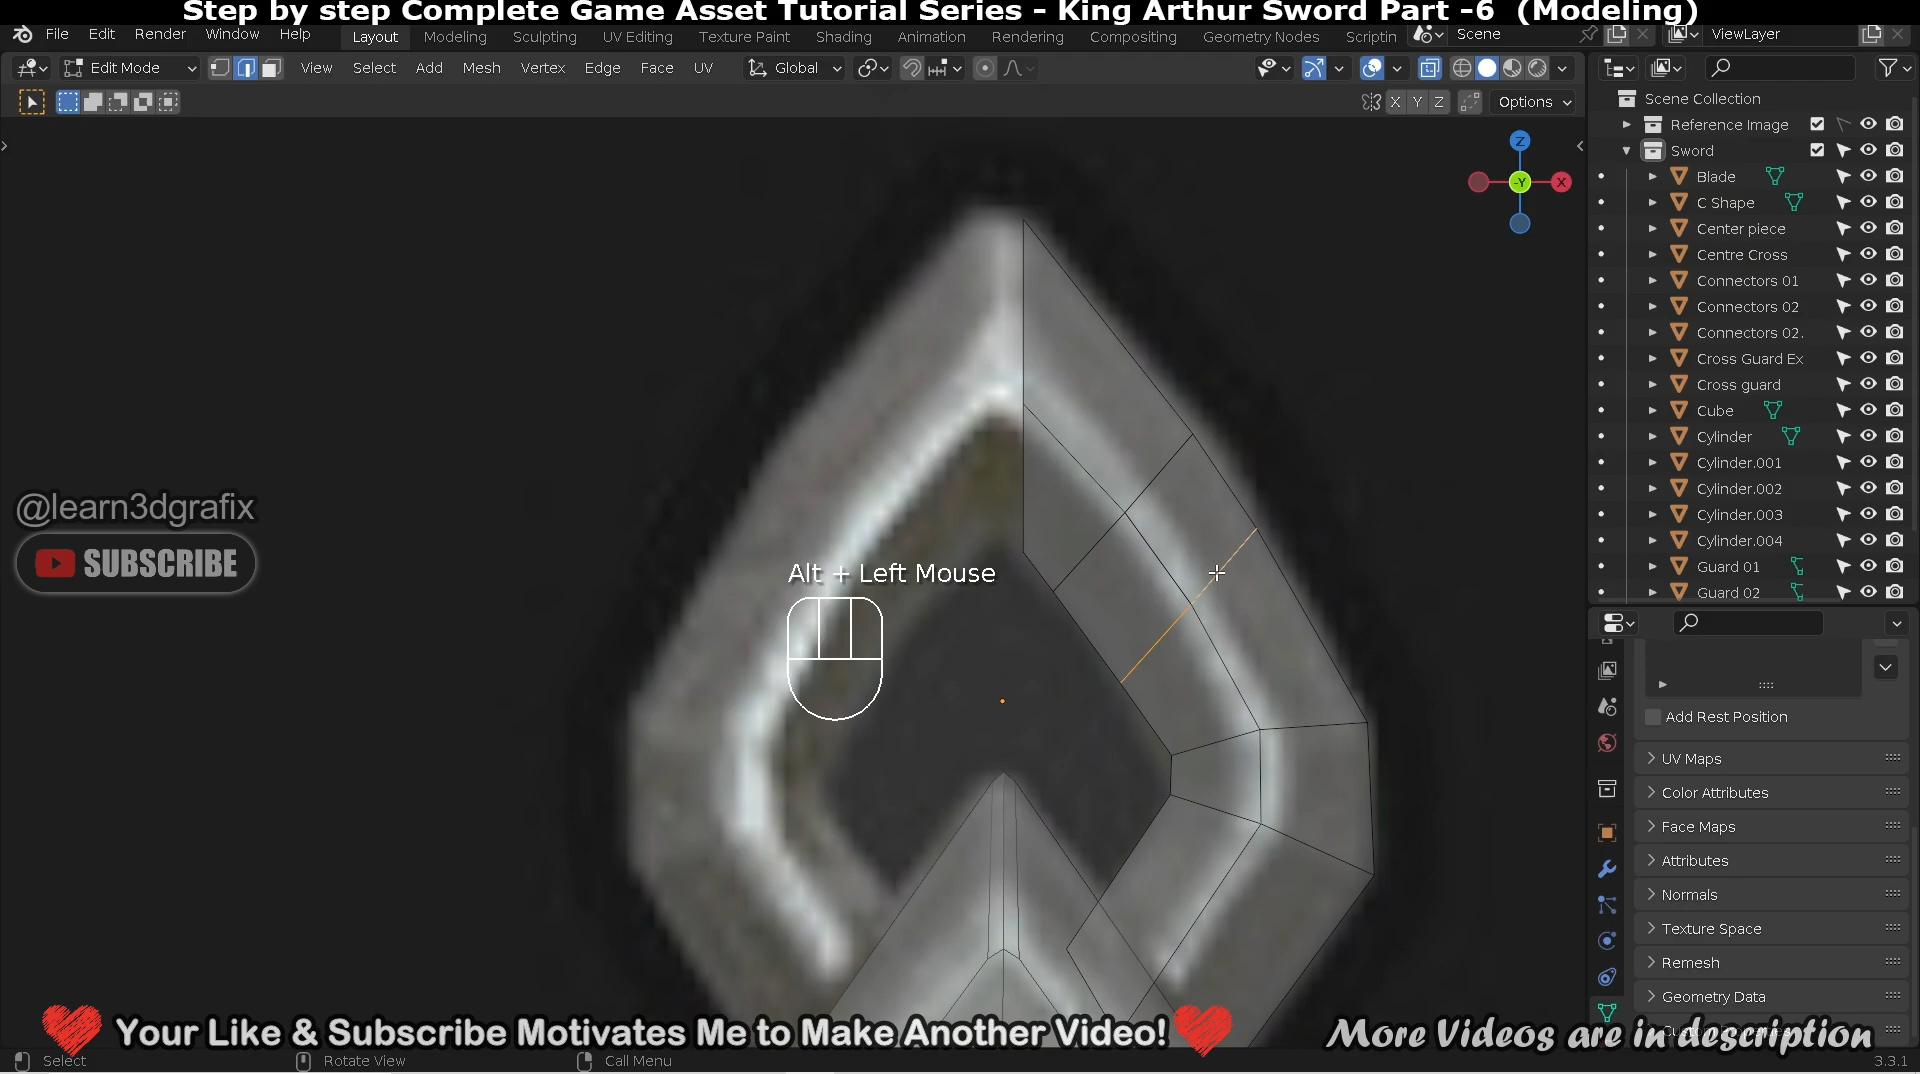 Step by step Complete Game Asset Tutorial Series - King Arthur Sword Part -6 (Modeling)
File Edit Render Window Help Layout Modeling Sculpting UV Editing Texture Paint Shading Animation Rendering Compositing Geometry Nodes Scriptin Scene ViewLayer
Edit Mode View Select Add Mesh Vertex Edge Face UV Global
X Y Z Options
Scene Collection
Reference Image
Sword
Blade
C Shape
Center piece
Centre Cross
Connectors 01
Connectors 02
Connectors 02.
Cross Guard Ex
Cross guard
Cube
Cylinder
Cylinder.001
Cylinder.002
Cylinder.003
Cylinder.004
Guard 01
Guard 02
Z
-Y
X
@learn3dgrafix
SUBSCRIBE
Alt + Left Mouse
Add Rest Position
UV Maps
Color Attributes
Face Maps
Attributes
Normals
Texture Space
Remesh
Geometry Data
Your Like & Subscribe Motivates Me to Make Another Video!
More Videos are in description
Select Rotate View Call Menu 3.3.1